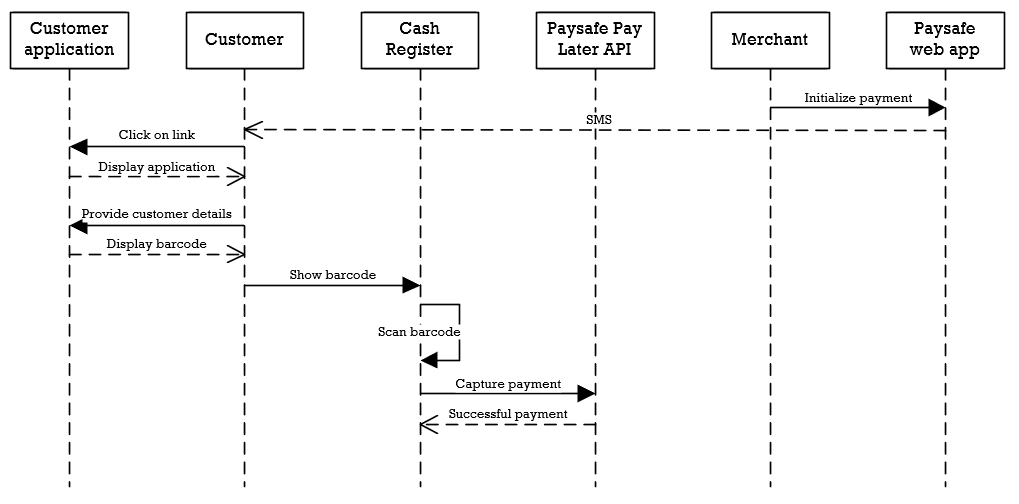 Customer
application
Customer
Cash
Register
Paysafe Pay
Later API
Merchant
Paysafe
web app
Initialize payment
SMS
Click on link
Display application
Provide customer details
Display barcode
Show barcode
Scan barcode
Capture payment
Successful payment